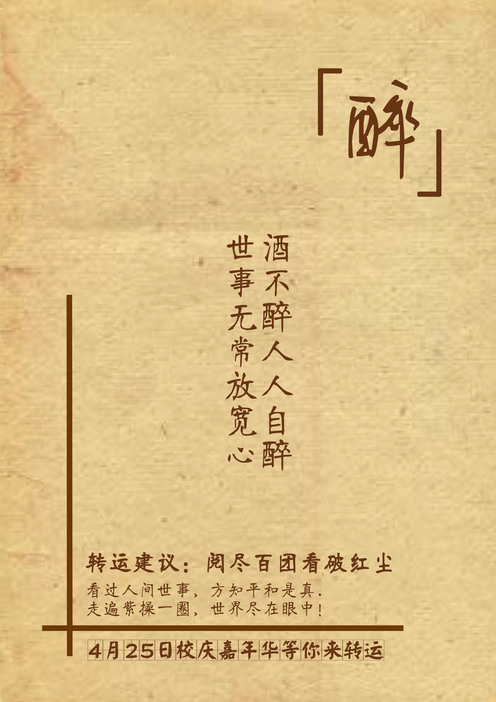 「醉」
酒不醉人人自醉
世事无常放宽心
转运建议：阅尽百团看破红尘
看过人间世事，方知平和是真.
走遍紫操一圈，世界尽在眼中！
4月25日校庆嘉年华等你来转运